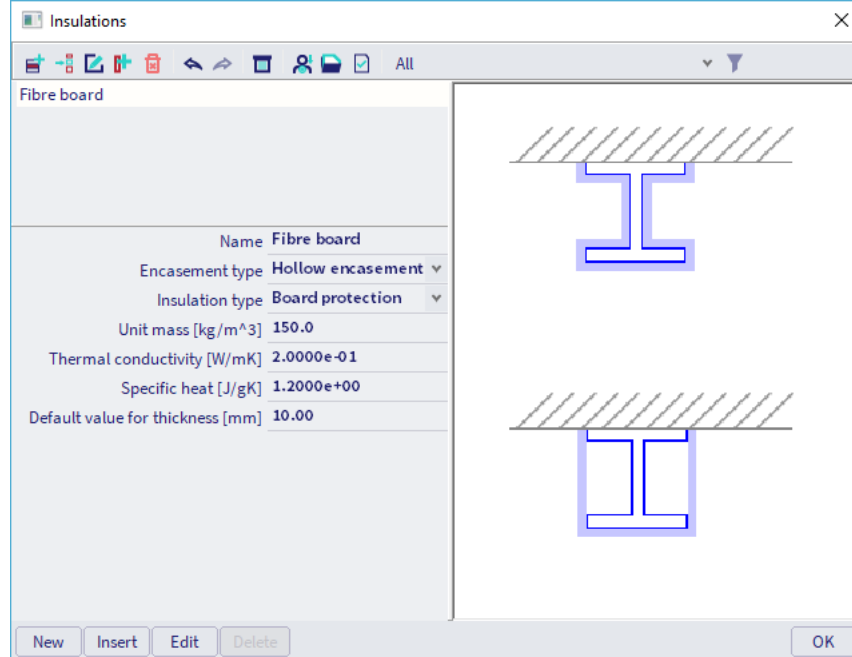 Insulations
All
Fibre board
Name Fibre board
Encasement type Hollow encasement
Insulation type Board protection
Unit mass [kg/m^3] 150.0
Thermal conductivity [W/mK] 2.0000e-01
Specific heat [J/gK] 1.2000e+00
Default value for thickness [mm] 10.00
New Insert Edit Delete OK